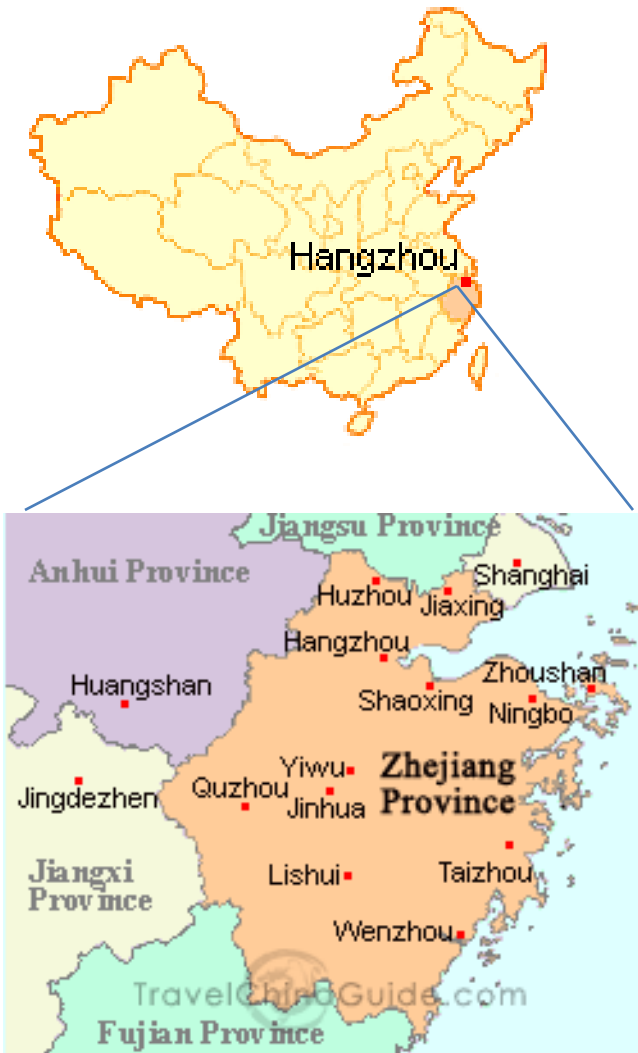 Hangzhou
Jiangsu Province
Anhui Province
Shanghai
Huzhou
Jiaxing
Hangzhou
Zhoushan
Huangshan
Shaoxing
Ningbo
Yiwu
Zhejiang
Province
Quzhou
Jingdezhen
Jinhua
Jiangxi
Province
Lishui
Taizhou
Wenzhou
TravelChinaGuide.com
Fujian Province